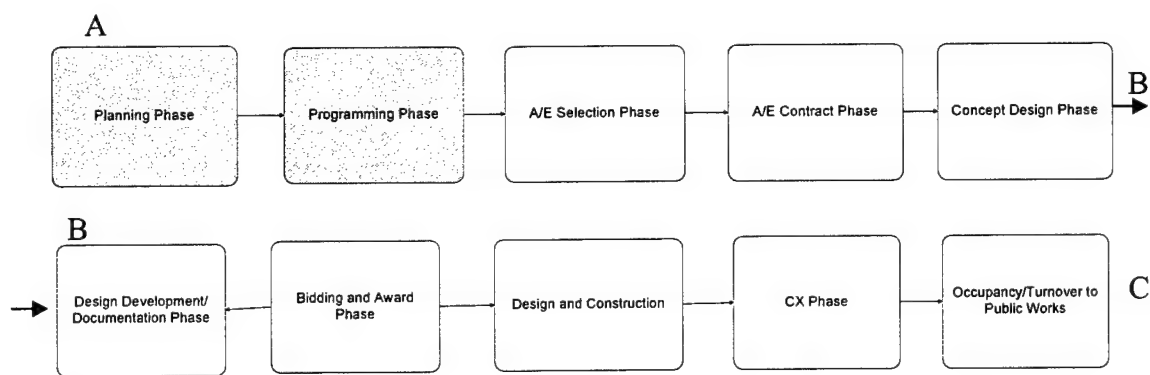 A
Planning Phase
Programming Phase
A/E Selection Phase
A/E Contract Phase
Concept Design Phase
B
B
Design Development/
Documentation Phase
Bidding and Award
Phase
Design and Construction
CX Phase
Occupancy/Turnover to
Public Works
C